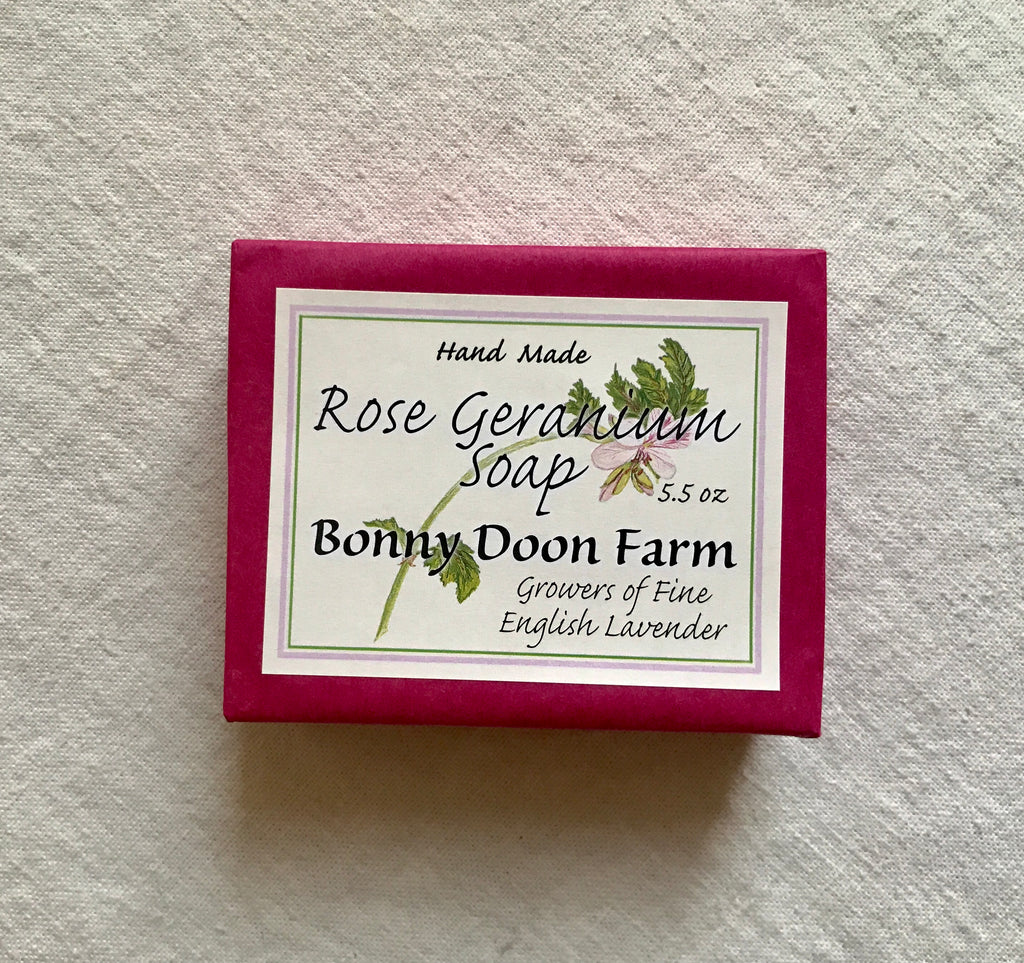 Hand Made
Rose Geranium
Soap
5.5 oz
Bonny Doon Farm
Growers of Fine
English Lavender